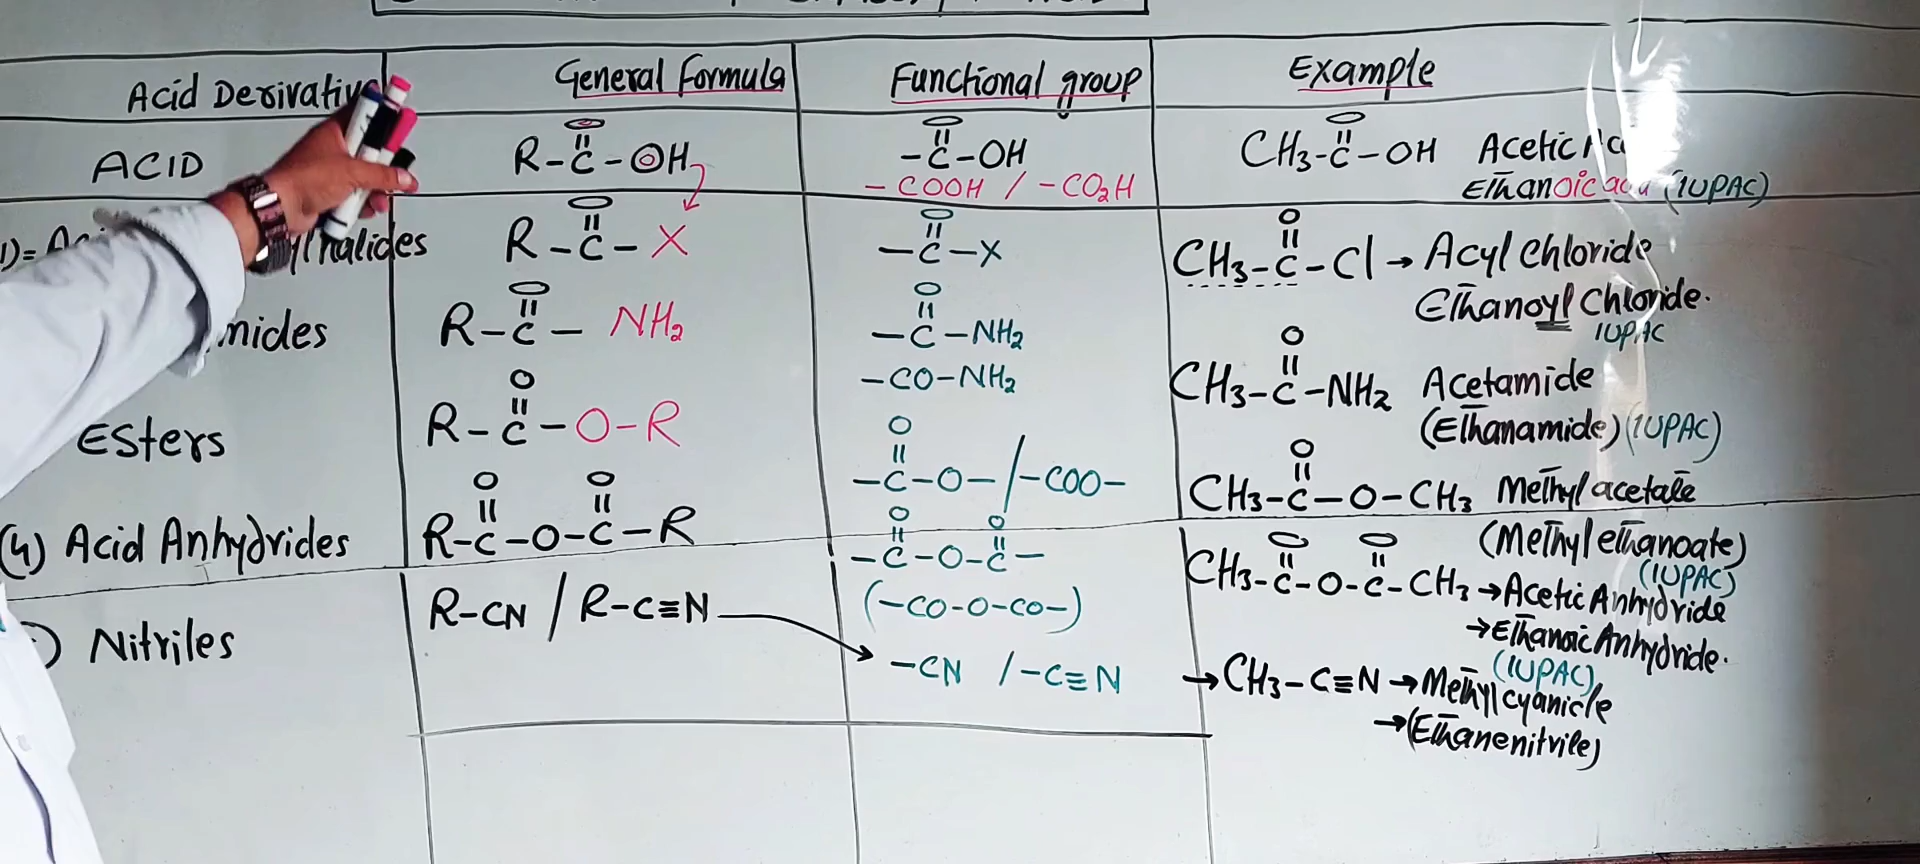 Acid Derivative General Formula Functional group Example
ACID R-C(=O)-OH -C(=O)-OH CH3-C(=O)-OH Acetic
-COOH / -CO2H Ethanoic acid (IUPAC)
1)= halides R-C(=O)-X -C(=O)-X CH3-C(=O)-Cl → Acyl Chloride
Ethanoyl Chloride.
IUPAC
mides R-C(=O)-NH2 -C(=O)-NH2
-CO-NH2 CH3-C(=O)-NH2 Acetamide
(Ethanamide) (IUPAC)
Esters R-C(=O)-O-R -C(=O)-O- / -COO- CH3-C(=O)-O-CH3 Methyl acetate
(Methyl ethanoate)
(IUPAC)
(4) Acid Anhydrides R-C(=O)-O-C(=O)-R -C(=O)-O-C(=O)- CH3-C(=O)-O-C(=O)-CH3 → Acetic Anhydride
(-CO-O-CO-) → Ethanoic Anhydride.
(IUPAC)
) Nitriles R-CN / R-C≡N → -CN / -C≡N → CH3-C≡N → Methyl cyanide
→ (Ethanenitrile)